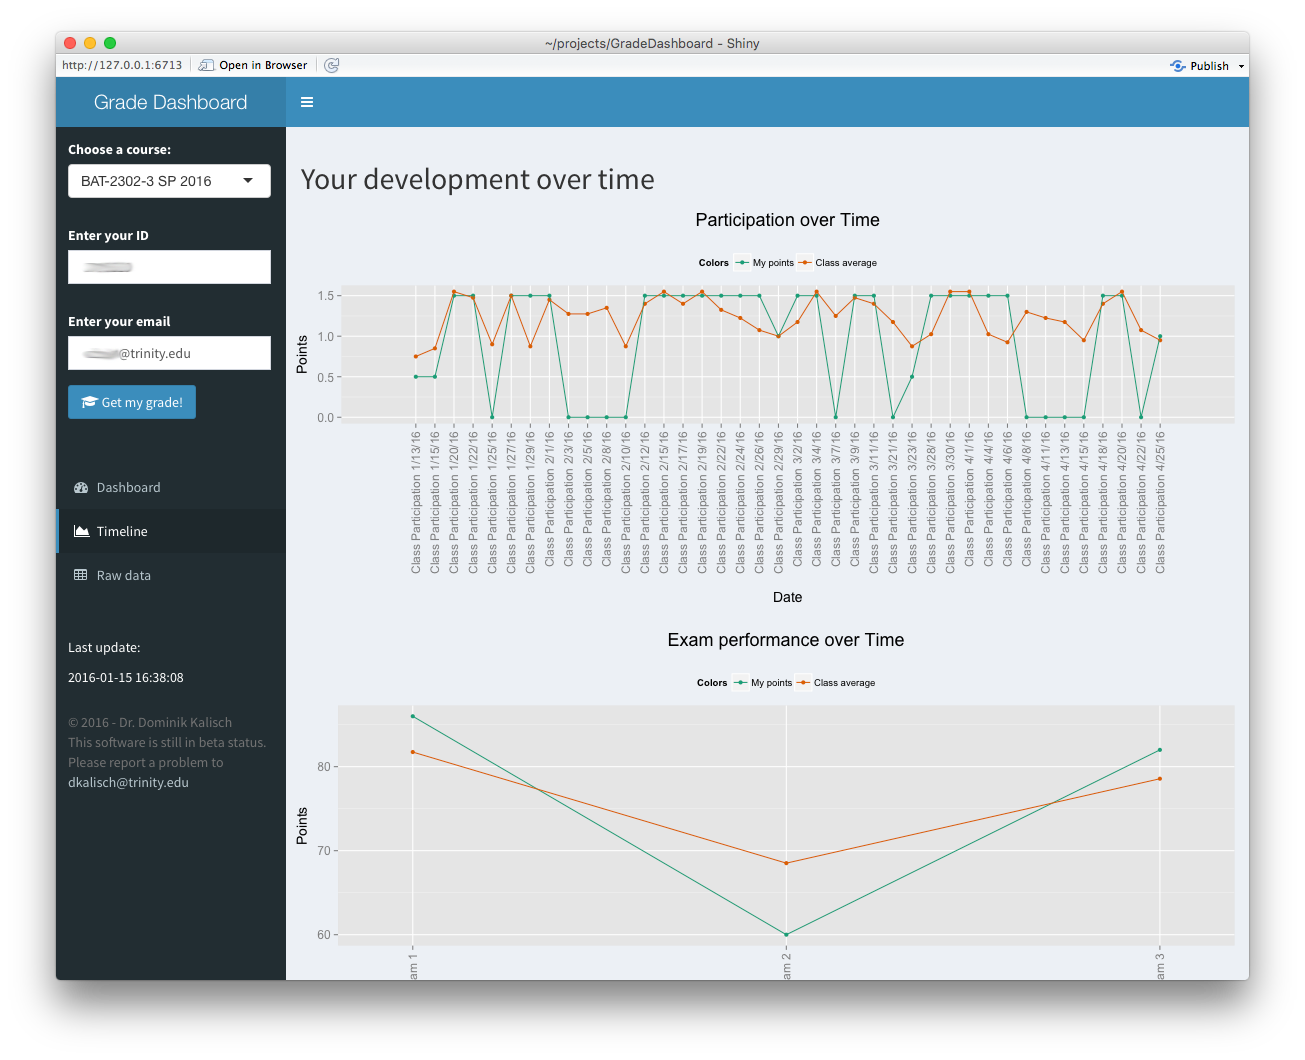 ~/projects/GradeDashboard - Shiny
http://127.0.0.1:6713 Open in Browser Publish
Grade Dashboard
Choose a course:
BAT-2302-3 SP 2016
Enter your ID
Enter your email
@trinity.edu
Get my grade!
Dashboard
Timeline
Raw data
Last update:
2016-01-15 16:38:08
© 2016 - Dr. Dominik Kalisch
This software is still in beta status.
Please report a problem to
dkalisch@trinity.edu
Your development over time
Participation over Time
Colors My points Class average
Points
1.5
1.0
0.5
0.0
Class Participation 1/13/16
Class Participation 1/15/16
Class Participation 1/20/16
Class Participation 1/22/16
Class Participation 1/25/16
Class Participation 1/27/16
Class Participation 1/29/16
Class Participation 2/1/16
Class Participation 2/3/16
Class Participation 2/5/16
Class Participation 2/8/16
Class Participation 2/10/16
Class Participation 2/12/16
Class Participation 2/15/16
Class Participation 2/17/16
Class Participation 2/19/16
Class Participation 2/22/16
Class Participation 2/24/16
Class Participation 2/26/16
Class Participation 2/29/16
Class Participation 3/2/16
Class Participation 3/4/16
Class Participation 3/7/16
Class Participation 3/9/16
Class Participation 3/11/16
Class Participation 3/21/16
Class Participation 3/23/16
Class Participation 3/28/16
Class Participation 3/30/16
Class Participation 4/1/16
Class Participation 4/4/16
Class Participation 4/6/16
Class Participation 4/8/16
Class Participation 4/11/16
Class Participation 4/13/16
Class Participation 4/15/16
Class Participation 4/18/16
Class Participation 4/20/16
Class Participation 4/22/16
Class Participation 4/25/16
Date
Exam performance over Time
Colors My points Class average
Points
80
70
60
am 1
am 2
am 3